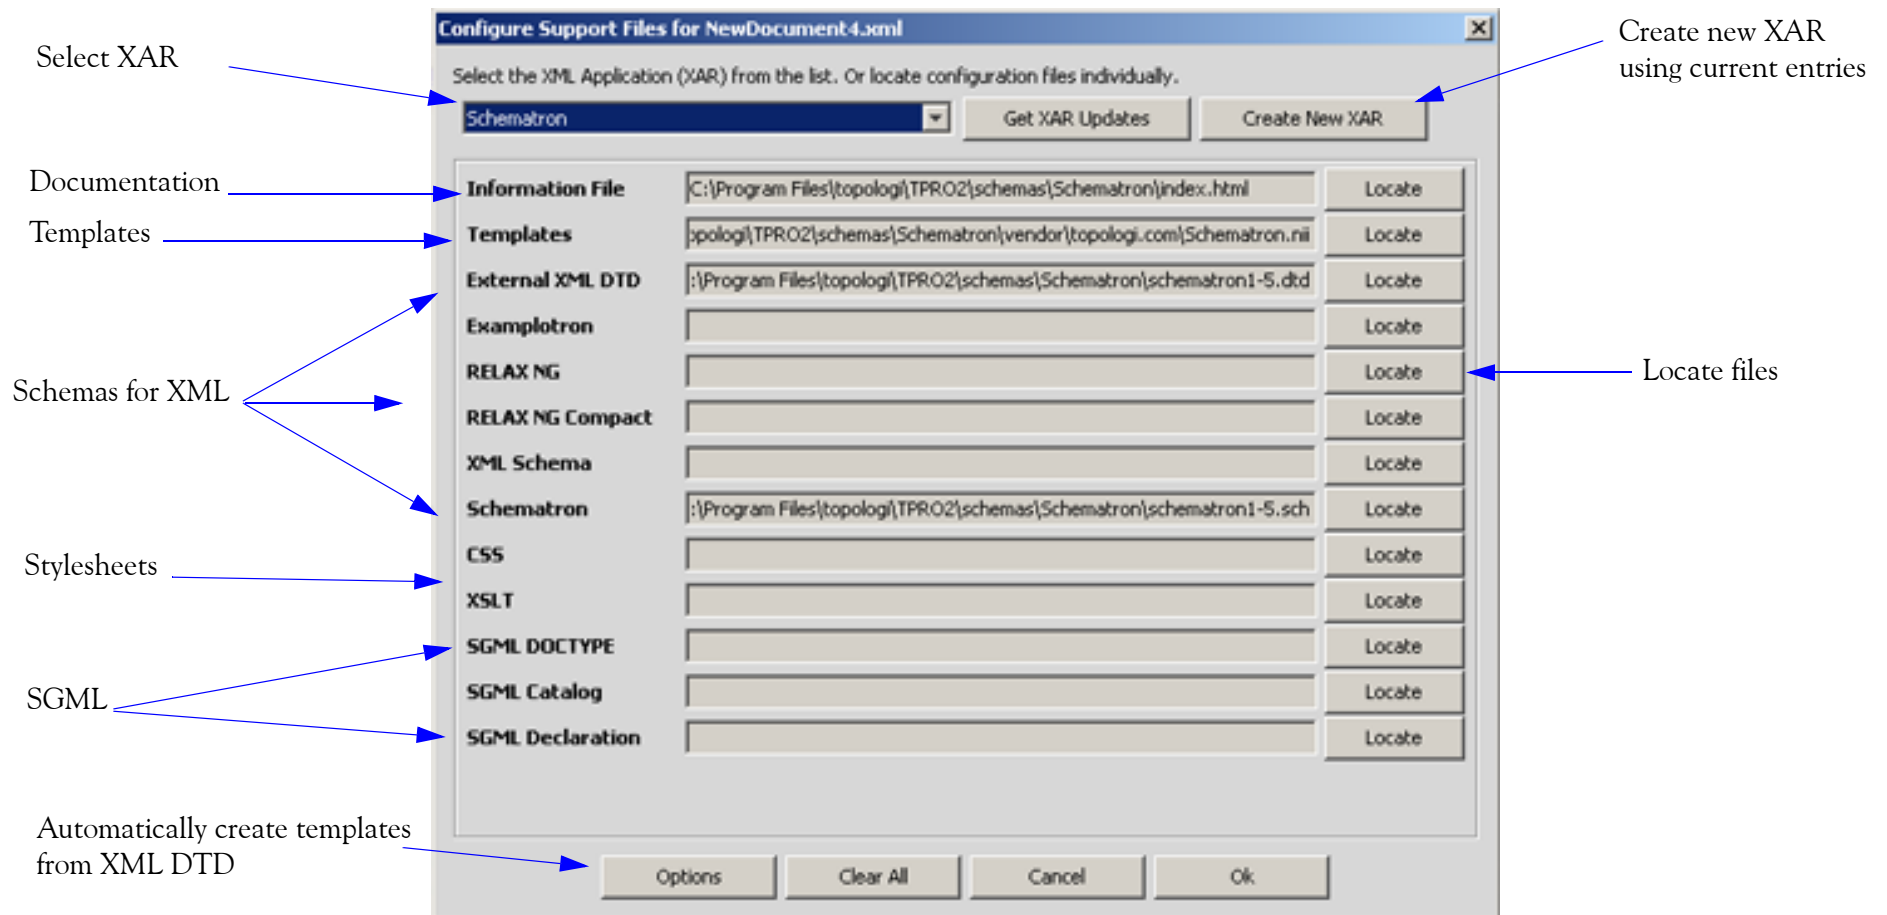 Configure Support Files for NewDocument4.xml
Select XAR
Create new XAR
using current entries
Select the XML Application (XAR) from the list. Or locate configuration files individually.
Schematron
Get XAR Updates
Create New XAR
Documentation
Information File
C:\Program Files\topologi\TPRO2\schemas\Schematron\index.html
Locate
Templates
Templates
opologi\TPRO2\schemas\Schematron\vendor\topologi.com\Schematron.nii
Locate
External XML DTD
:\Program Files\topologi\TPRO2\schemas\Schematron\schematron1-5.dtd
Locate
Examplotron
Locate
RELAX NG
Locate
Locate files
Schemas for XML
RELAX NG Compact
Locate
XML Schema
Locate
Schematron
:\Program Files\topologi\TPRO2\schemas\Schematron\schematron1-5.sch
Locate
CSS
Locate
Stylesheets
XSLT
Locate
SGML DOCTYPE
Locate
SGML
SGML Catalog
Locate
SGML Declaration
Locate
Automatically create templates
from XML DTD
Options
Clear All
Cancel
Ok